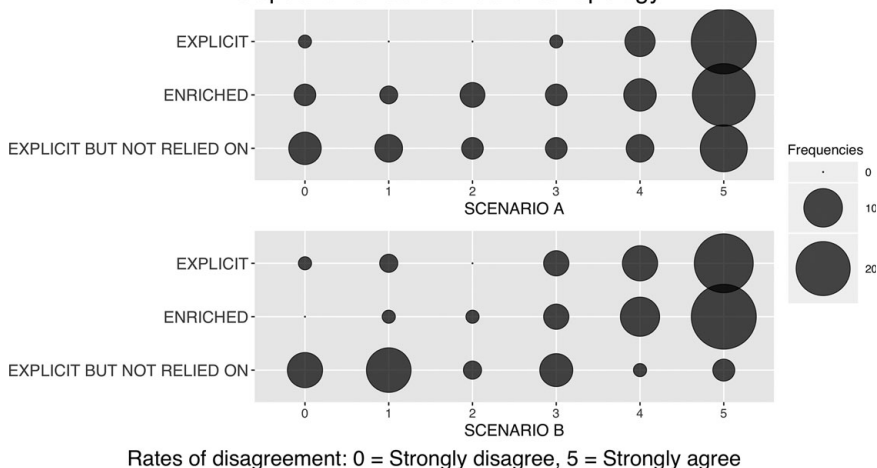 EXPLICIT
ENRICHED
EXPLICIT BUT NOT RELIED ON
0 1 2 3 4 5
SCENARIO A
EXPLICIT
ENRICHED
EXPLICIT BUT NOT RELIED ON
0 1 2 3 4 5
SCENARIO B
Frequencies
0
10
20
Rates of disagreement: 0 = Strongly disagree, 5 = Strongly agree